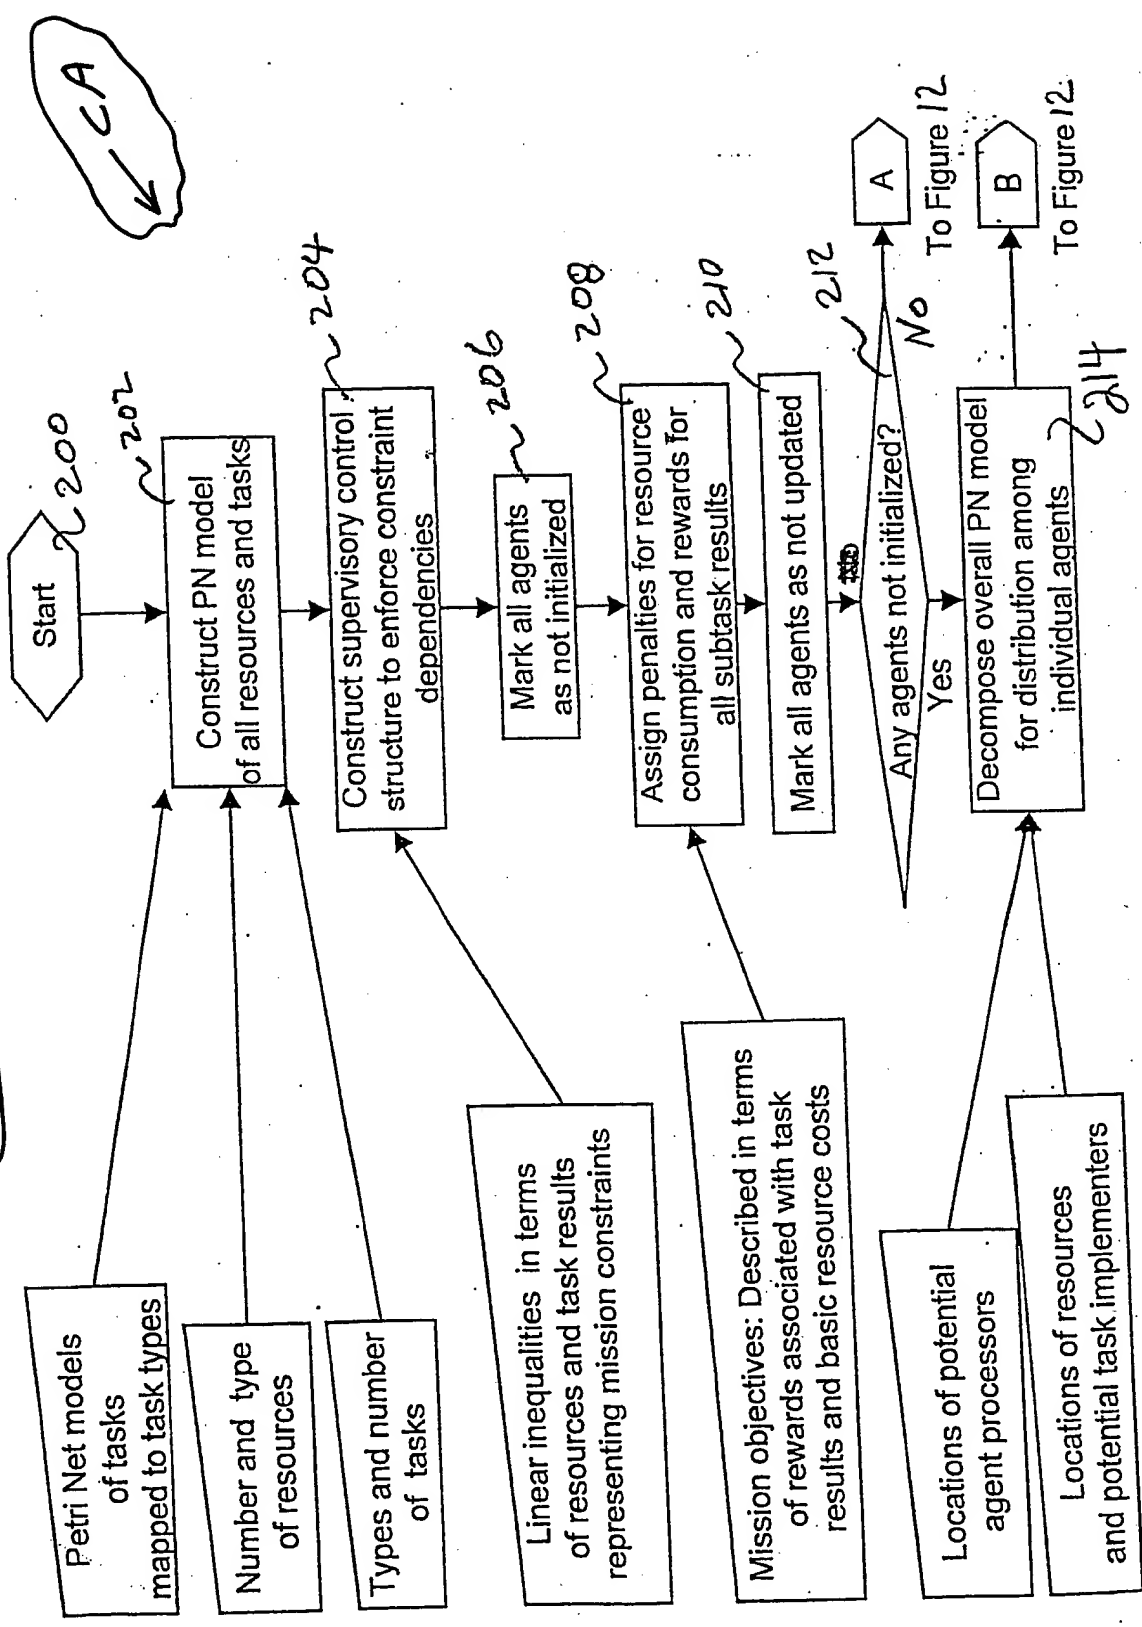 CA
Start
200
Petri Net models
of tasks
mapped to task types
Number and type
of resources
Types and number
of tasks
202
Construct PN model
of all resources and tasks
204
Construct supervisory control
structure to enforce constraint
dependencies
Linear inequalities in terms
of resources and task results
representing mission constraints
206
Mark all agents
as not initialized
208
Assign penalties for resource
consumption and rewards for
all subtask results
Mission objectives: Described in terms
of rewards associated with task
results and basic resource costs
210
Mark all agents as not updated
212
Any agents not initialized?
No
A
To Figure 12
Yes
Decompose overall PN model
for distribution among
individual agents
214
B
To Figure 12
Locations of potential
agent processors
Locations of resources
and potential task implementers